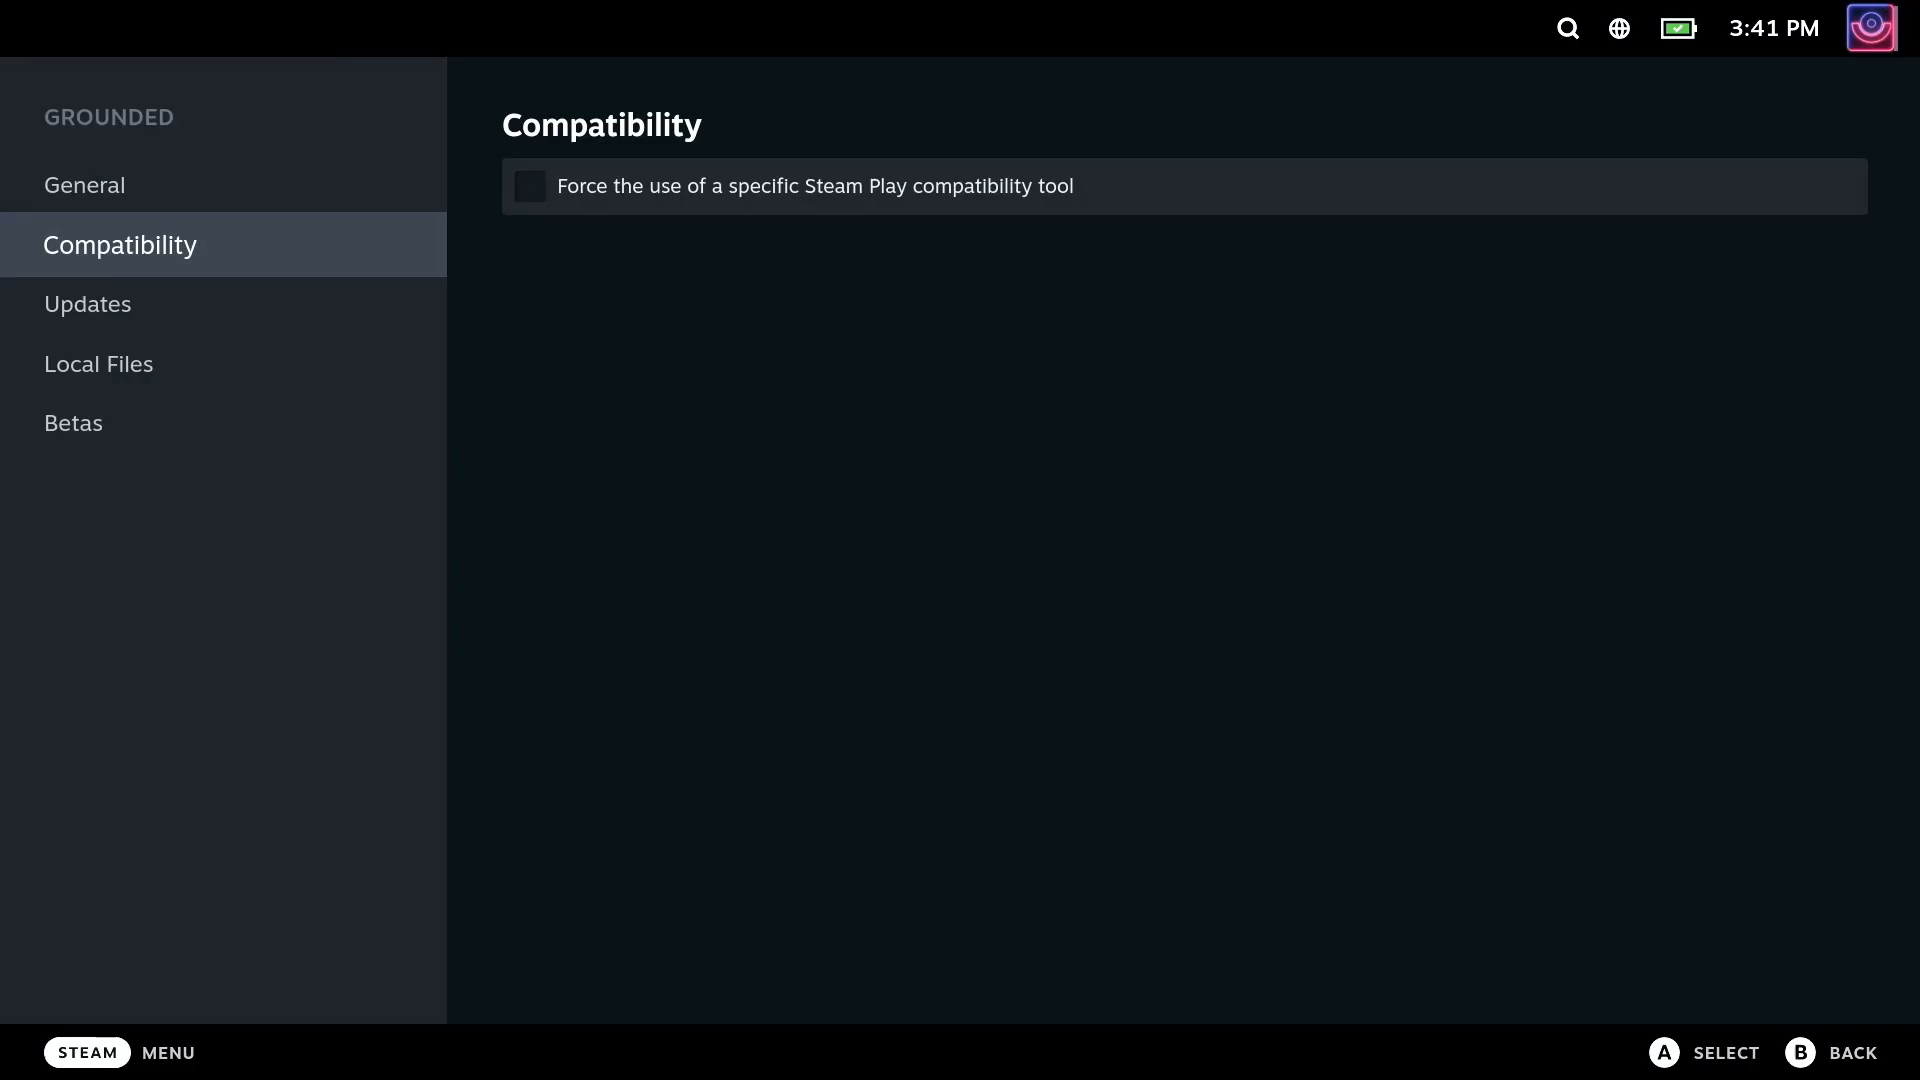 3:41 PM
GROUNDED
General
Compatibility
Updates
Local Files
Betas
Compatibility
Force the use of a specific Steam Play compatibility tool
STEAM MENU
A SELECT B BACK